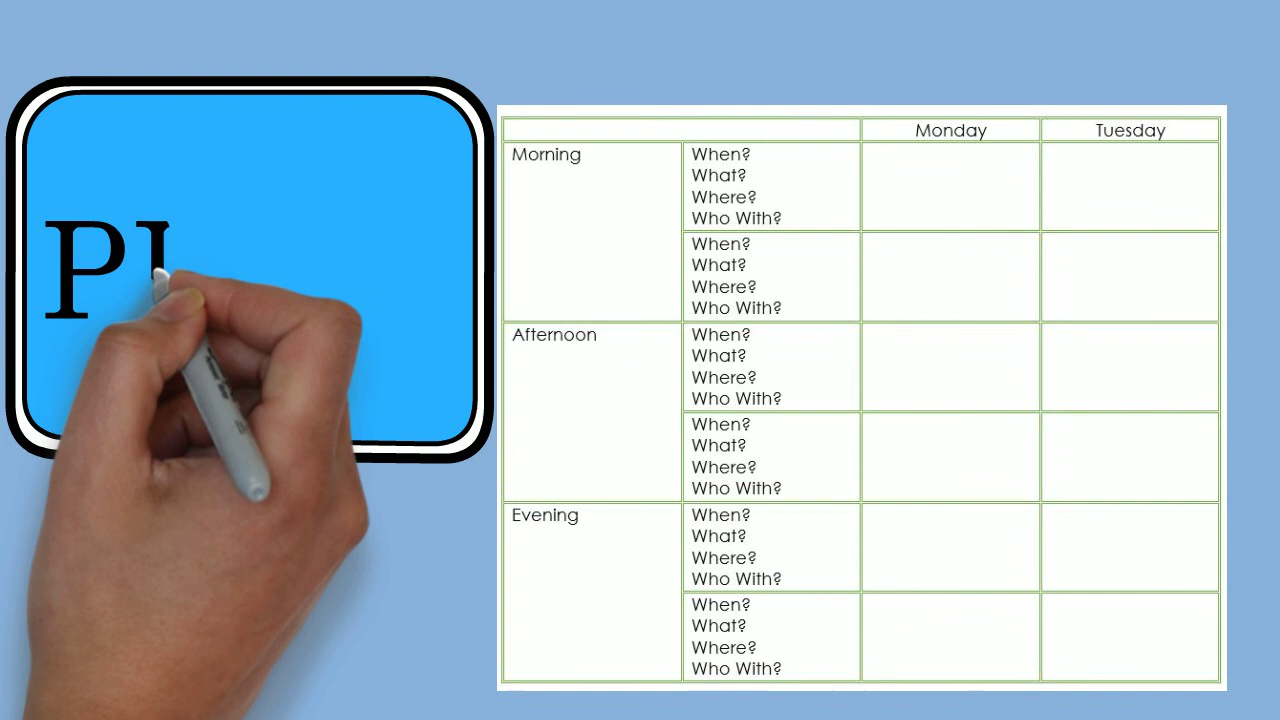 Pl
Monday Tuesday
Morning When?
What?
Where?
Who With?
When?
What?
Where?
Who With?
Afternoon When?
What?
Where?
Who With?
When?
What?
Where?
Who With?
Evening When?
What?
Where?
Who With?
When?
What?
Where?
Who With?